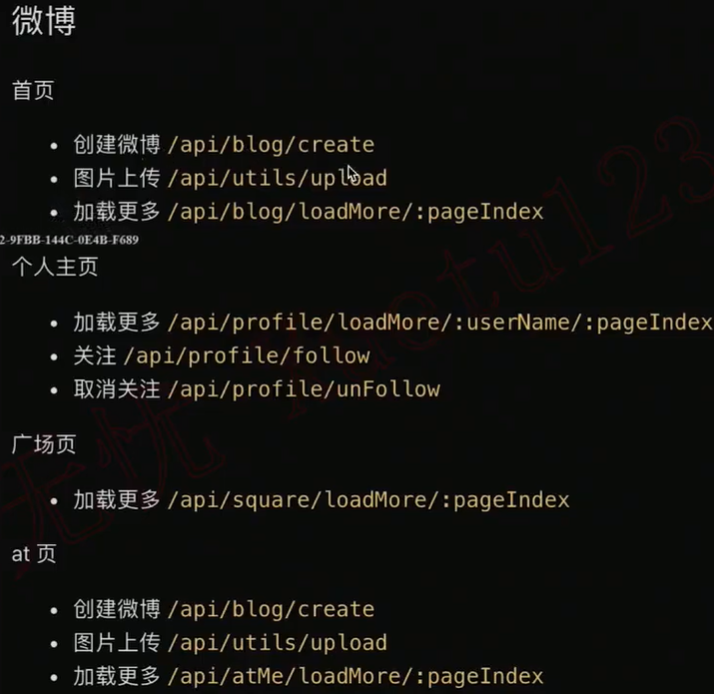 微博
首页
创建微博 /api/blog/create
图片上传 /api/utils/upload
加载更多 /api/blog/loadMore/:pageIndex
2-9FBB-144C-0E4B-F689
个人主页
加载更多 /api/profile/loadMore/:userName/:pageIndex
关注 /api/profile/follow
取消关注 /api/profile/unFollow
广场页
加载更多 /api/square/loadMore/:pageIndex
at 页
创建微博 /api/blog/create
图片上传 /api/utils/upload
加载更多 /api/atMe/loadMore/:pageIndex